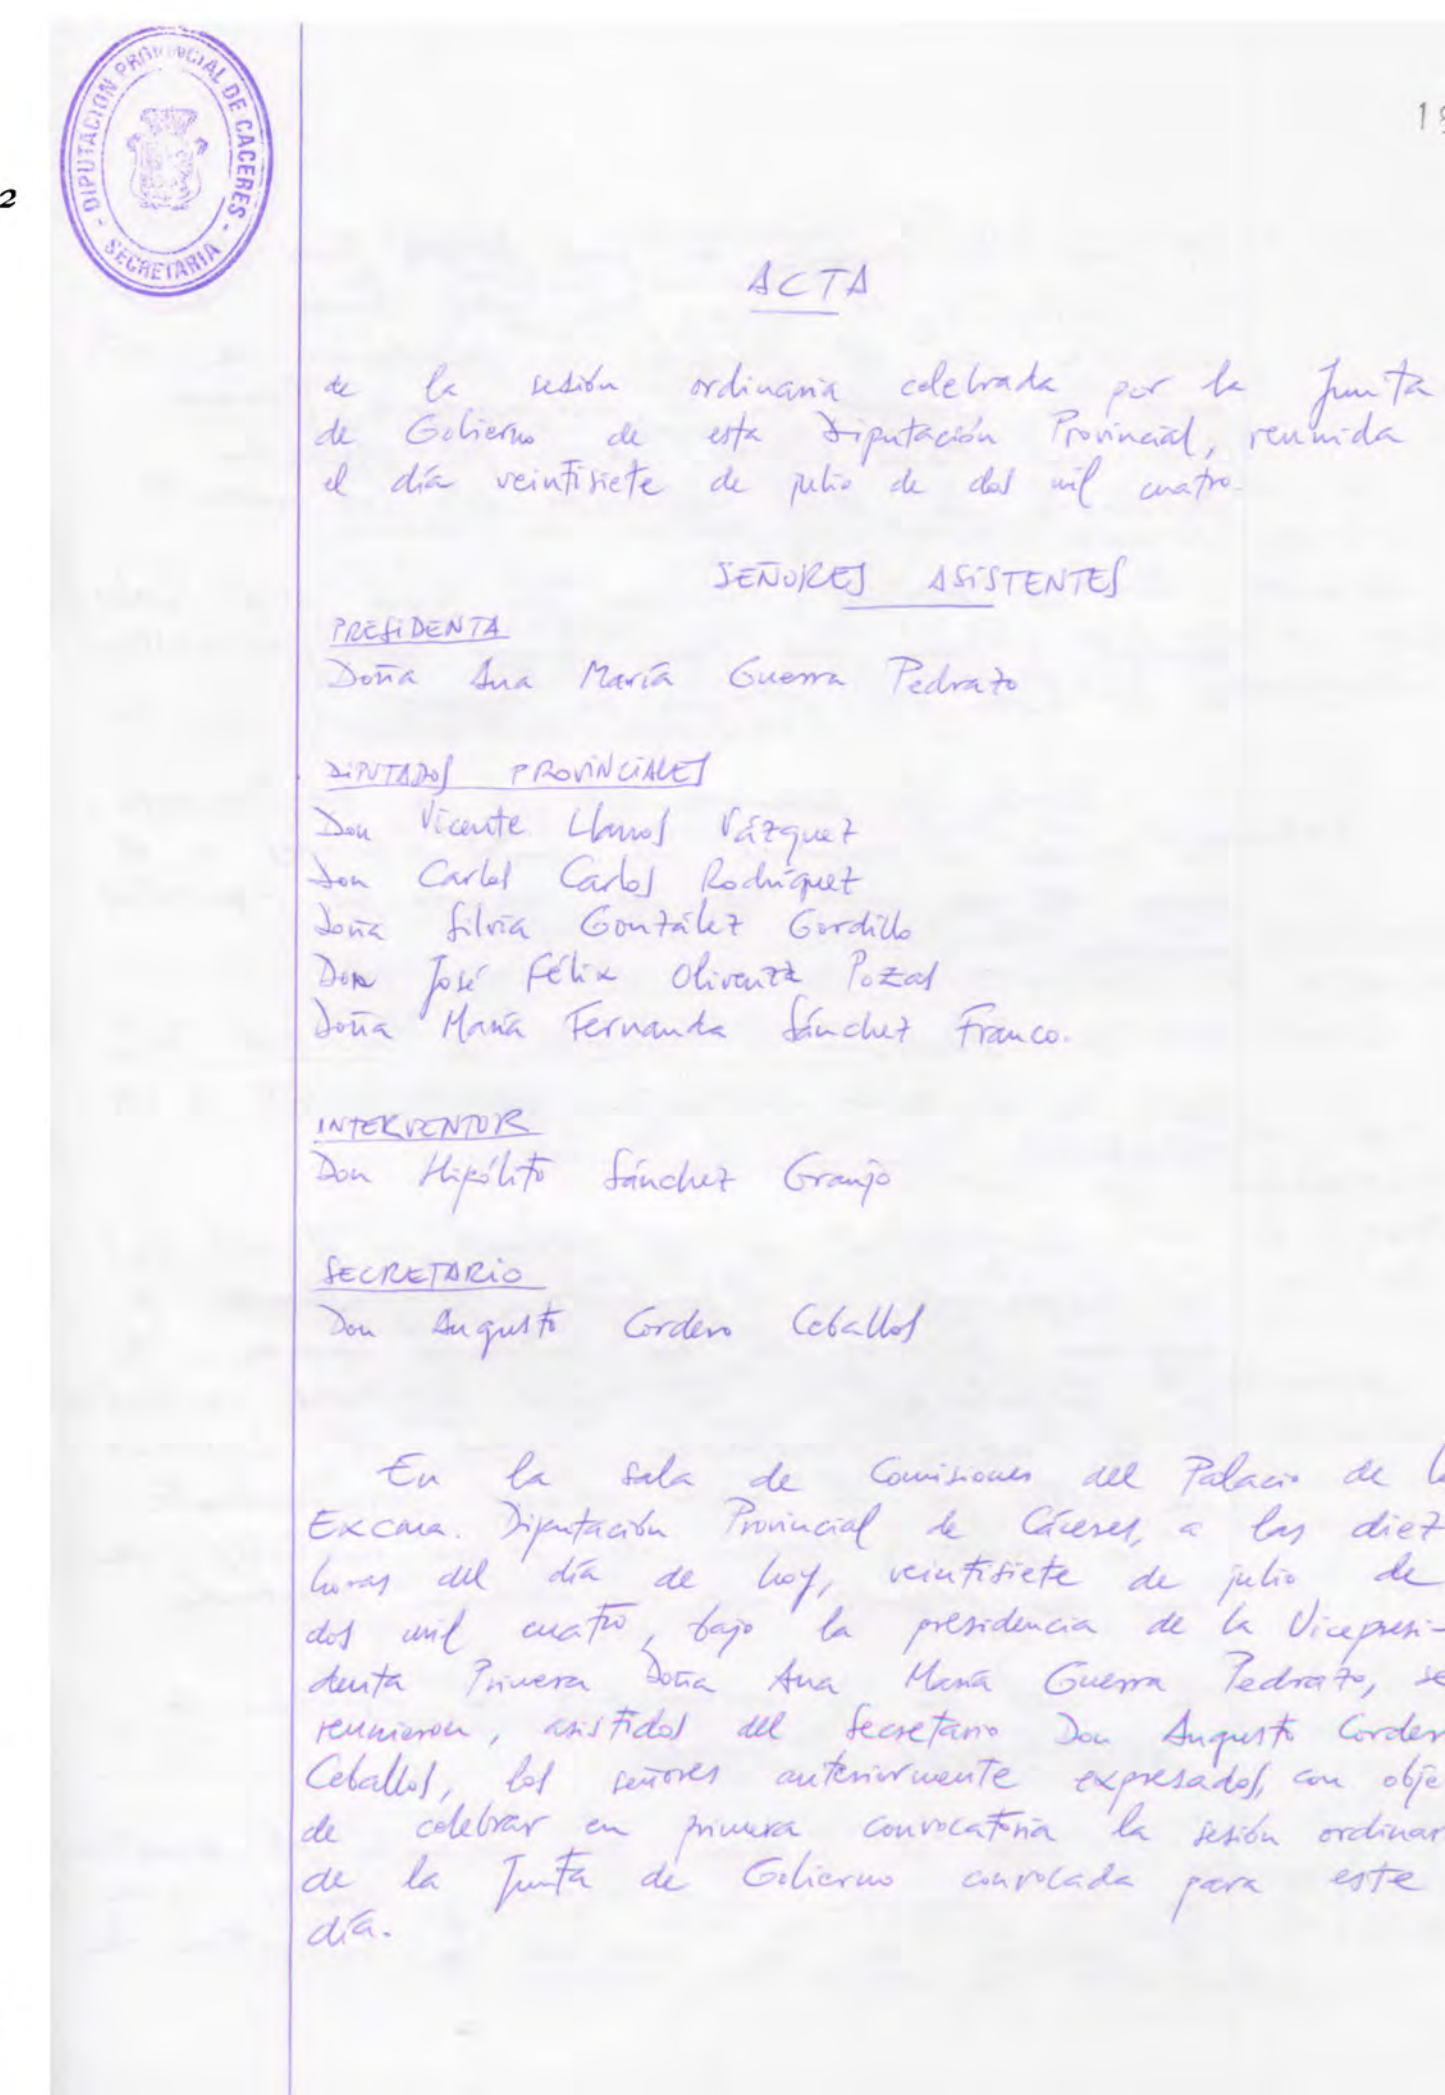 DIPUTACION PROVINCIAL DE CACERES
- SECRETARIA -
2
ACTA
de la sesión ordinaria celebrada por la Junta
de Gobierno de esta Diputación Provincial, reunida
el día veintisiete de julio de dos mil cuatro.
SEÑORES ASISTENTES
PRESIDENTA
Doña Ana María Guerra Pedrazo
DIPUTADOS PROVINCIALES
Don Vicente Llanos Vázquez
Don Carlos Carlos Rodríguez
Doña Silvia González Gordillo
Don José Félix Olivenza Pozas
Doña María Fernanda Sánchez Franco.
INTERVENTOR
Don Hipólito Sánchez Granjo
SECRETARIO
Don Augusto Cordero Ceballos
En la sala de Comisiones del Palacio de
Excma. Diputación Provincial de Cáceres, a las diez
horas del día de hoy, veintisiete de julio de
dos mil cuatro, bajo la presidencia de la Vicepresi-
denta Primera Doña Ana María Guerra Pedrazo, se
reunieron, asistidos del Secretario Don Augusto Corder
Ceballos, los señores anteriormente expresados, con obje
de celebrar en primera convocatoria la sesión ordinar
de la Junta de Gobierno convocada para este
día.